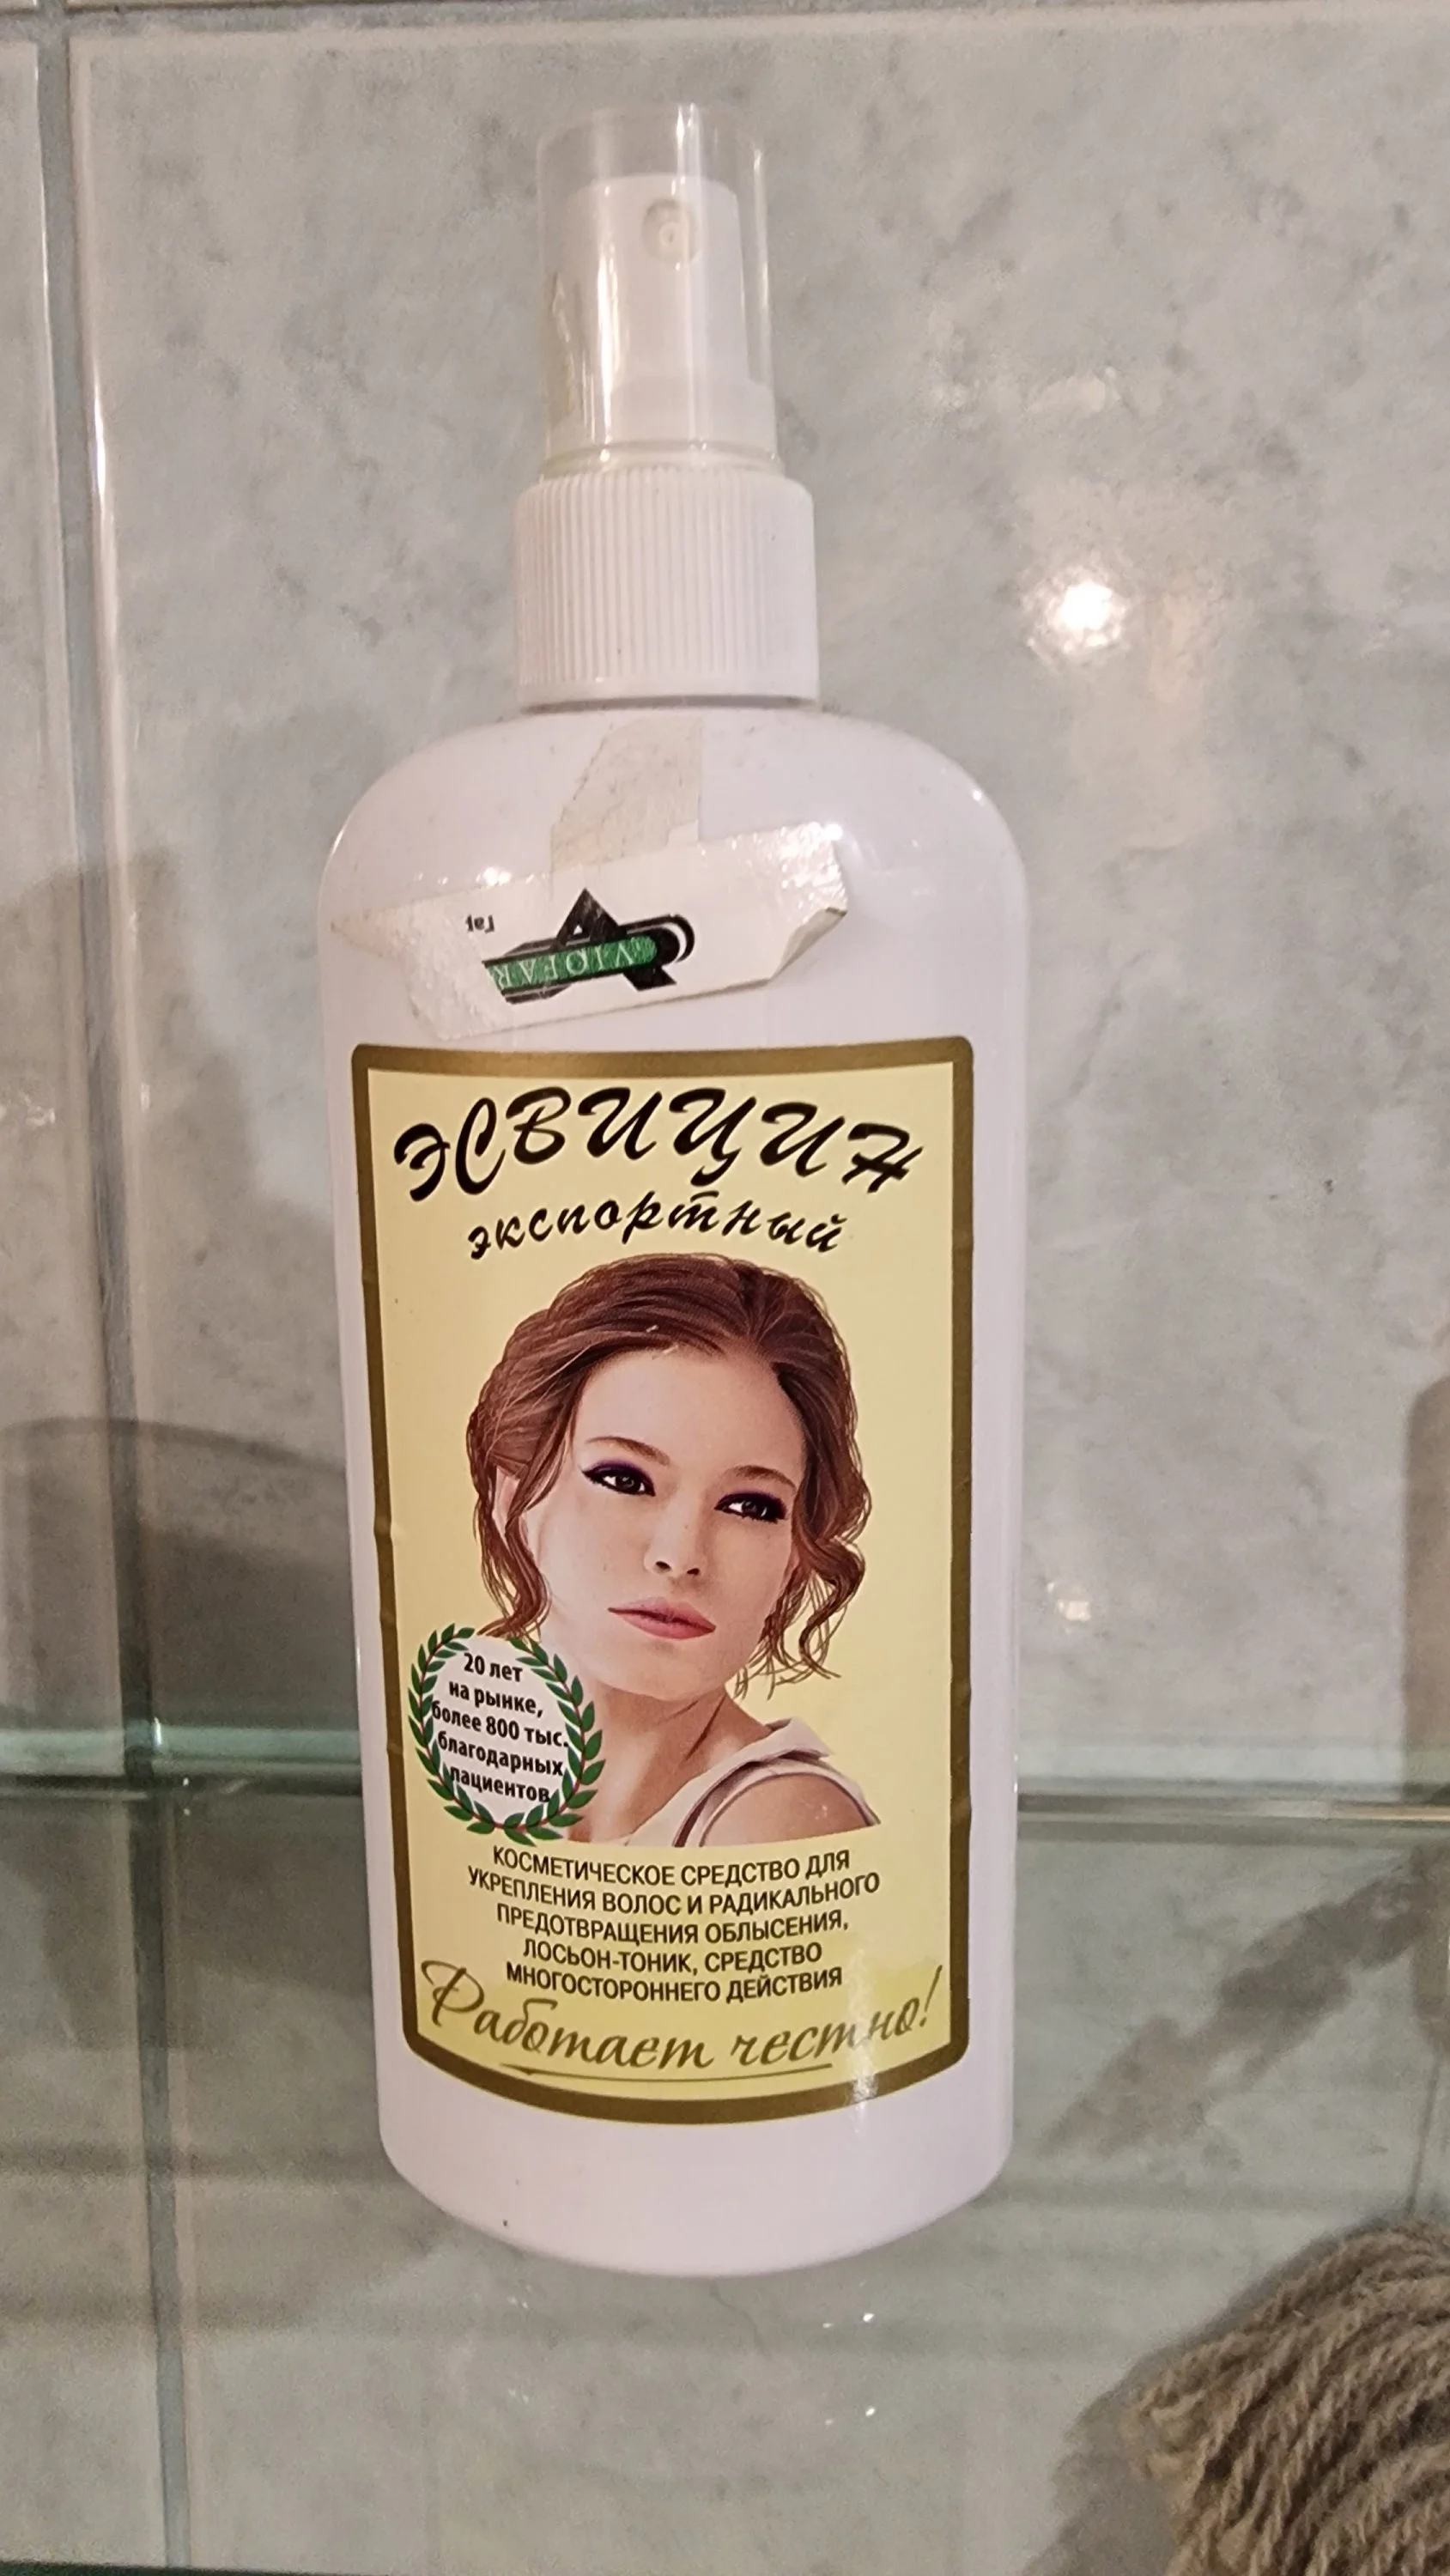 VIOFAR
ЭСВИЦИН
экспортный
20 лет
на рынке,
более 800 тыс.
благодарных
пациентов
КОСМЕТИЧЕСКОЕ СРЕДСТВО ДЛЯ
УКРЕПЛЕНИЯ ВОЛОС И РАДИКАЛЬНОГО
ПРЕДОТВРАЩЕНИЯ ОБЛЫСЕНИЯ,
ЛОСЬОН-ТОНИК, СРЕДСТВО
МНОГОСТОРОННЕГО ДЕЙСТВИЯ
Работает честно!